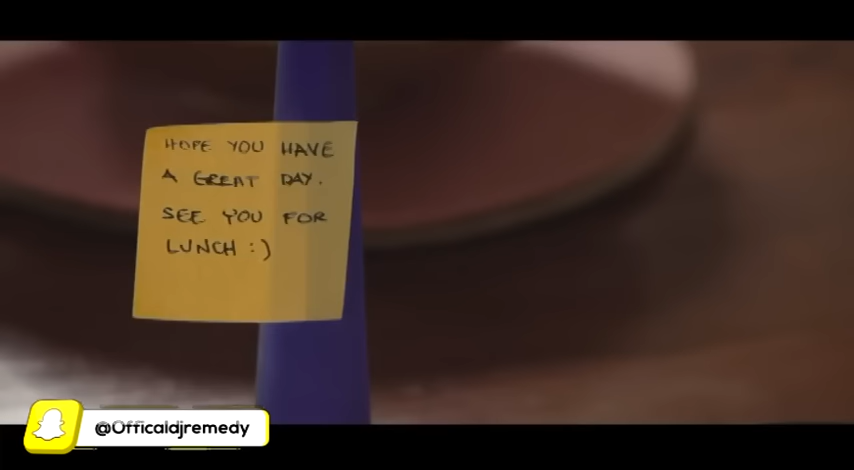 HOPE YOU HAVE
A GREAT DAY.
SEE YOU FOR
LUNCH :)
@Officaldjremedy